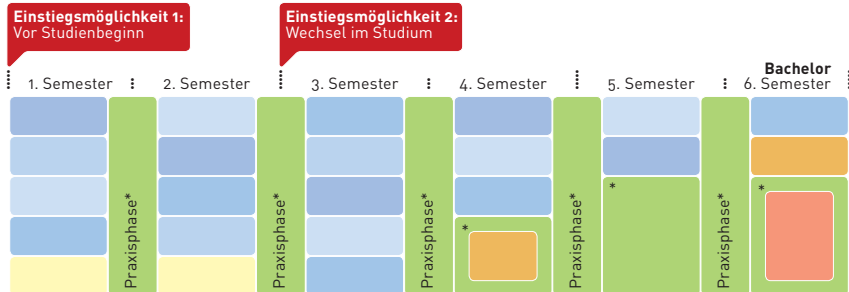 Einstiegsmöglichkeit 1:
Vor Studienbeginn
Einstiegsmöglichkeit 2:
Wechsel im Studium
Bachelor
1. Semester
2. Semester
3. Semester
4. Semester
5. Semester
6. Semester
Praxisphase*
Praxisphase*
Praxisphase*
Praxisphase*
Praxisphase*
*
*
*